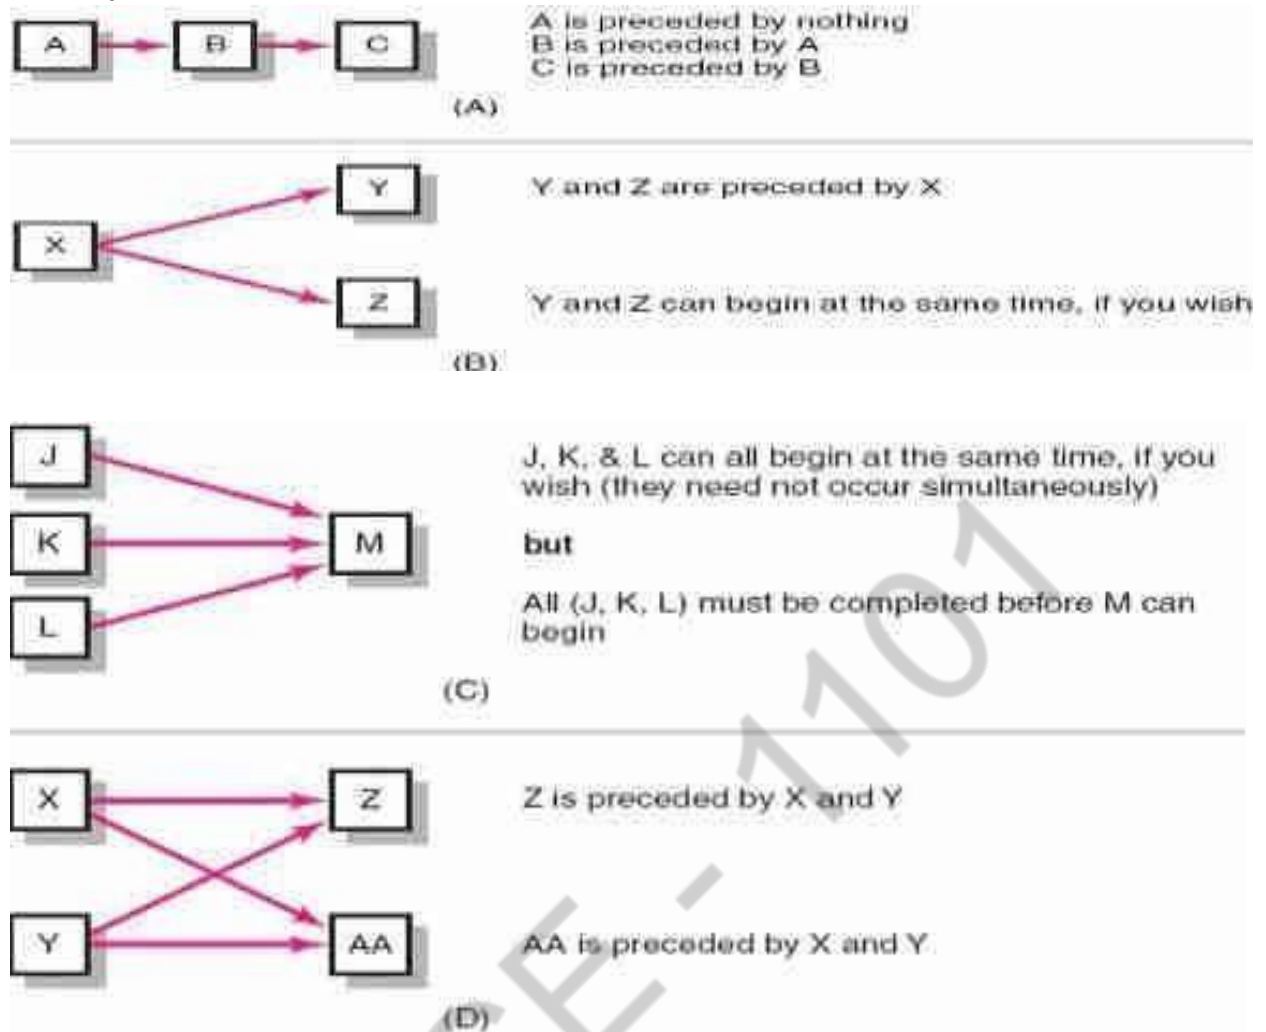 A B C
A is preceded by nothing
B is preceded by A
C is preceded by B
(A)
Y
Y and Z are preceded by X
X
Z
Y and Z can begin at the same time, if you wish
(B)
J
J, K, & L can all begin at the same time, if you
wish (they need not occur simultaneously)
K
M
but
L
All (J, K, L) must be completed before M can
begin
(C)
X
Z
Z is preceded by X and Y
Y
AA
AA is preceded by X and Y
(D)
CE - 1101